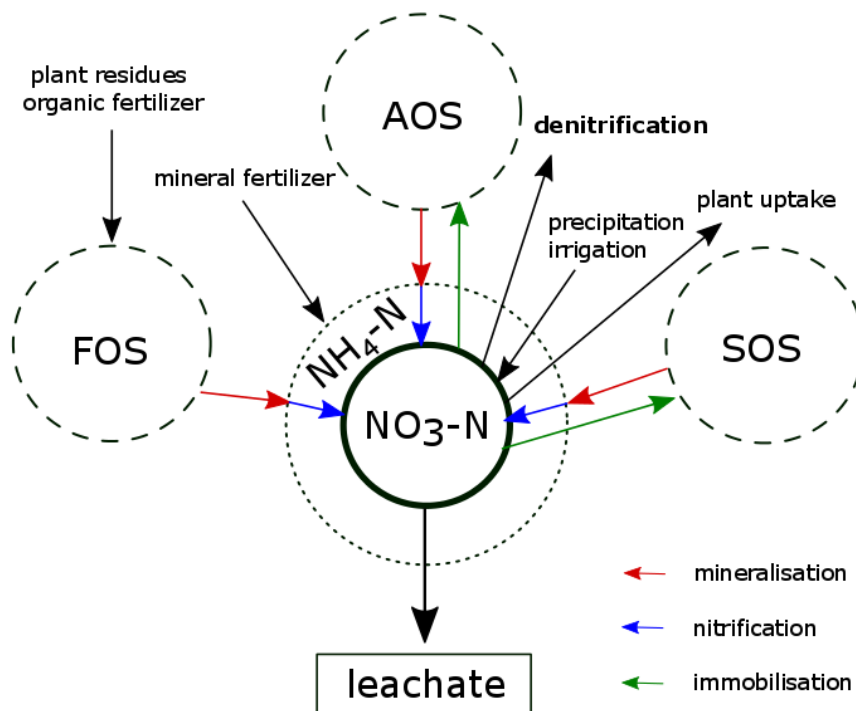 plant residues
organic fertilizer
AOS
denitrification
mineral fertilizer
plant uptake
precipitation
irrigation
FOS
NH4-N
SOS
NO3-N
mineralisation
nitrification
leachate
immobilisation